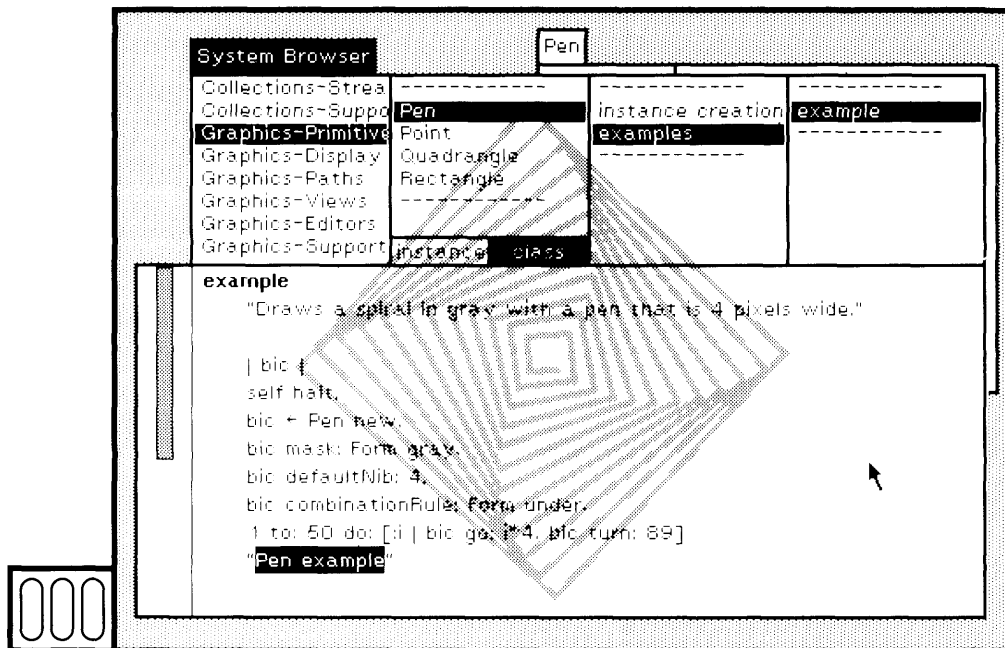 Pen
System Browser
Collections-Strea
Collections-Suppo
Graphics-Primitive
Graphics-Display
Graphics-Paths
Graphics-Views
Graphics-Editors
Graphics-Support
-------------
Pen
Point
Quadrangle
Rectangle
-------------
instance
class
-------------
instance creation
examples
-------------
-------------
example
-------------
example
"Draws a spiral in gray with a pen that is 4 pixels wide."
| bic |
self halt.
bic ← Pen new.
bic mask: Form gray.
bic defaultNib: 4.
bic combinationRule: Form under.
1 to: 50 do: [:i | bic go: i*4. bic turn: 89]
"Pen example"